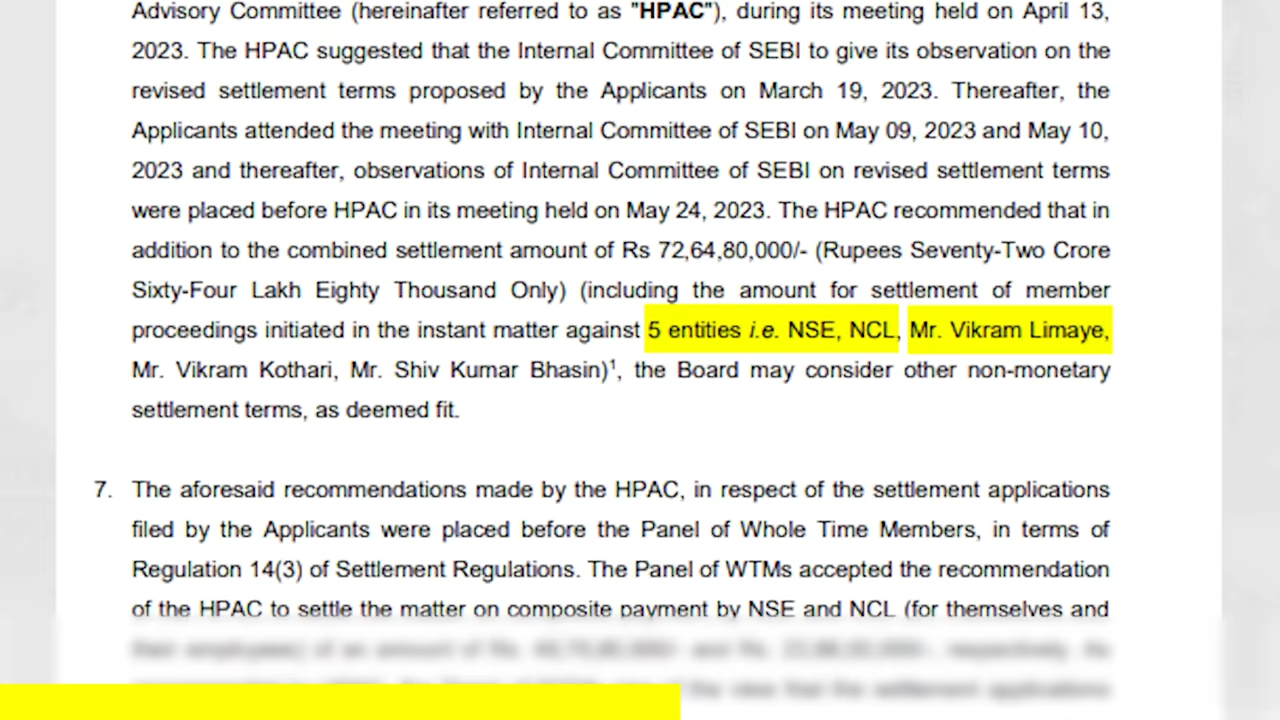 Advisory Committee (hereinafter referred to as "HPAC"), during its meeting held on April 13,
2023. The HPAC suggested that the Internal Committee of SEBI to give its observation on the
revised settlement terms proposed by the Applicants on March 19, 2023. Thereafter, the
Applicants attended the meeting with Internal Committee of SEBI on May 09, 2023 and May 10,
2023 and thereafter, observations of Internal Committee of SEBI on revised settlement terms
were placed before HPAC in its meeting held on May 24, 2023. The HPAC recommended that in
addition to the combined settlement amount of Rs 72,64,80,000/- (Rupees Seventy-Two Crore
Sixty-Four Lakh Eighty Thousand Only) (including the amount for settlement of member
proceedings initiated in the instant matter against 5 entities i.e. NSE, NCL, Mr. Vikram Limaye,
Mr. Vikram Kothari, Mr. Shiv Kumar Bhasin)¹, the Board may consider other non-monetary
settlement terms, as deemed fit.
7. The aforesaid recommendations made by the HPAC, in respect of the settlement applications
filed by the Applicants were placed before the Panel of Whole Time Members, in terms of
Regulation 14(3) of Settlement Regulations. The Panel of WTMs accepted the recommendation
of the HPAC to settle the matter on composite payment by NSE and NCL (for themselves and